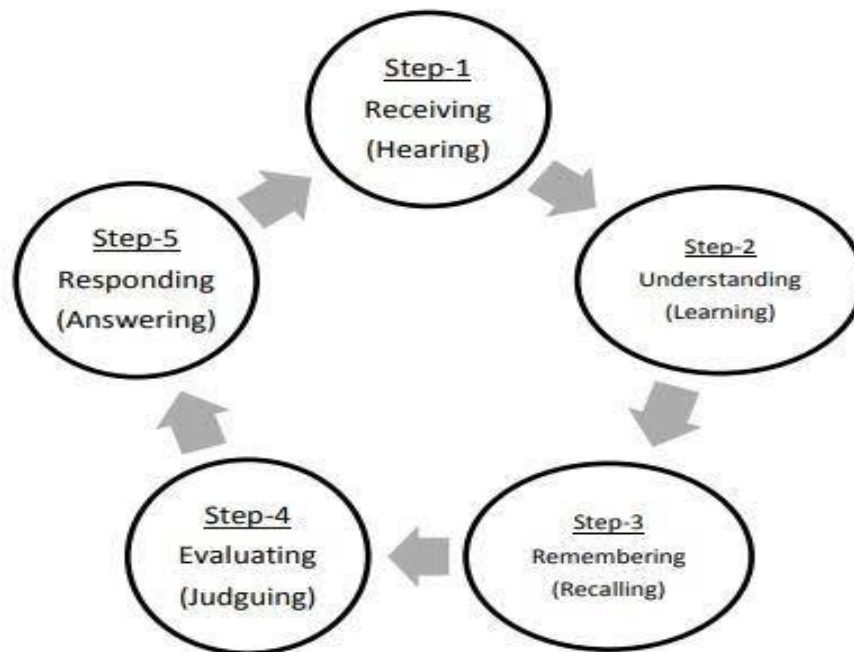 Step-1
Receiving
(Hearing)
Step-2
Understanding
(Learning)
Step-3
Remembering
(Recalling)
Step-4
Evaluating
(Judguing)
Step-5
Responding
(Answering)